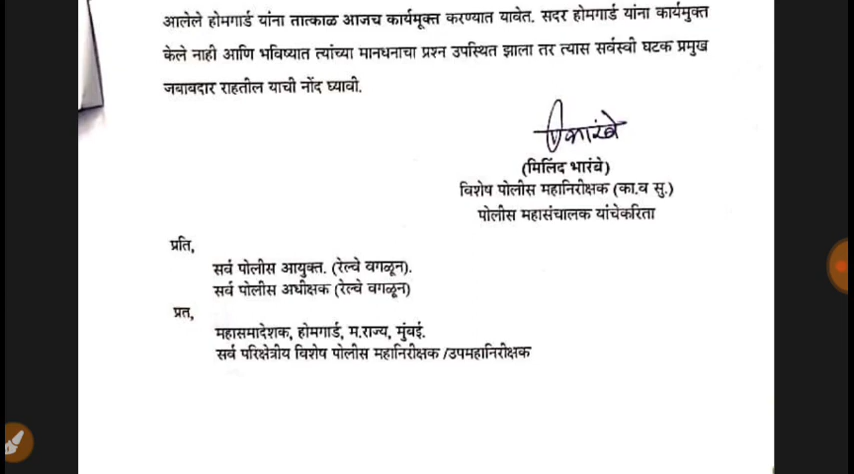 आलेले होमगार्ड यांना तात्काळ आजच कार्यमूक्त करण्यात यावेत. सदर होमगार्ड यांना कार्यमुक्त
केले नाही आणि भविष्यात त्यांच्या मानधनाचा प्रश्न उपस्थित झाला तर त्यास सर्वस्वी घटक प्रमुख
जबाबदार राहतील याची नोंद घ्यावी.
(मिलिंद भारंबे)
विशेष पोलीस महानिरीक्षक (का.व सु.)
पोलीस महासंचालक यांचेकरिता
प्रति,
सर्व पोलीस आयुक्त. (रेल्वे वगळून).
सर्व पोलीस अधीक्षक (रेल्वे वगळून)
प्रत,
महासमादेशक, होमगार्ड, म.राज्य, मुंबई.
सर्व परिक्षेत्रीय विशेष पोलीस महानिरीक्षक /उपमहानिरीक्षक